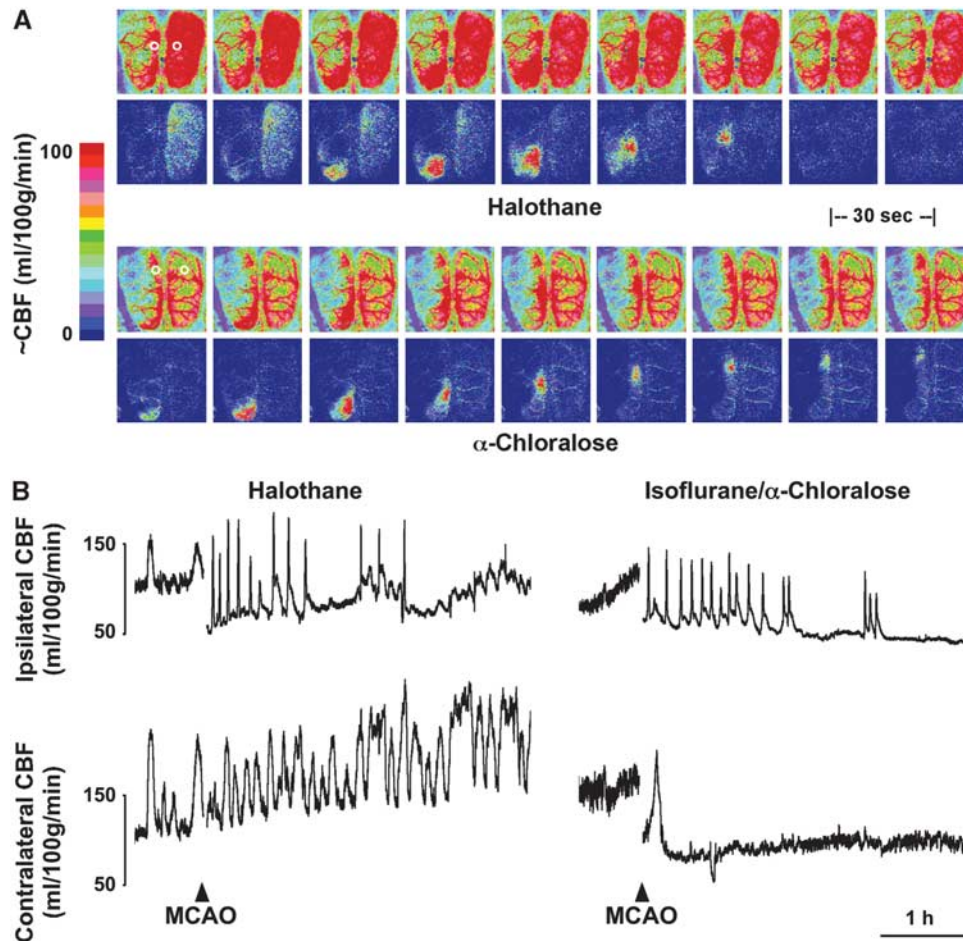 A
~CBF (ml/100g/min)
100
0
Halothane
|-- 30 sec --|
α-Chloralose
B
Halothane
Isoflurane/α-Chloralose
Ipsilateral CBF
(ml/100g/min)
150
50
Contralateral CBF
(ml/100g/min)
150
50
MCAO
MCAO
1 h